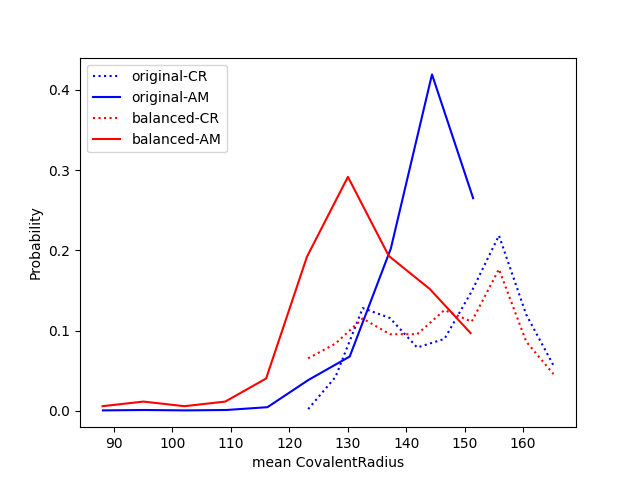 original-CR
original-AM
balanced-CR
balanced-AM
0.4
0.3
0.2
0.1
0.0
Probability
90 100 110 120 130 140 150 160
mean CovalentRadius